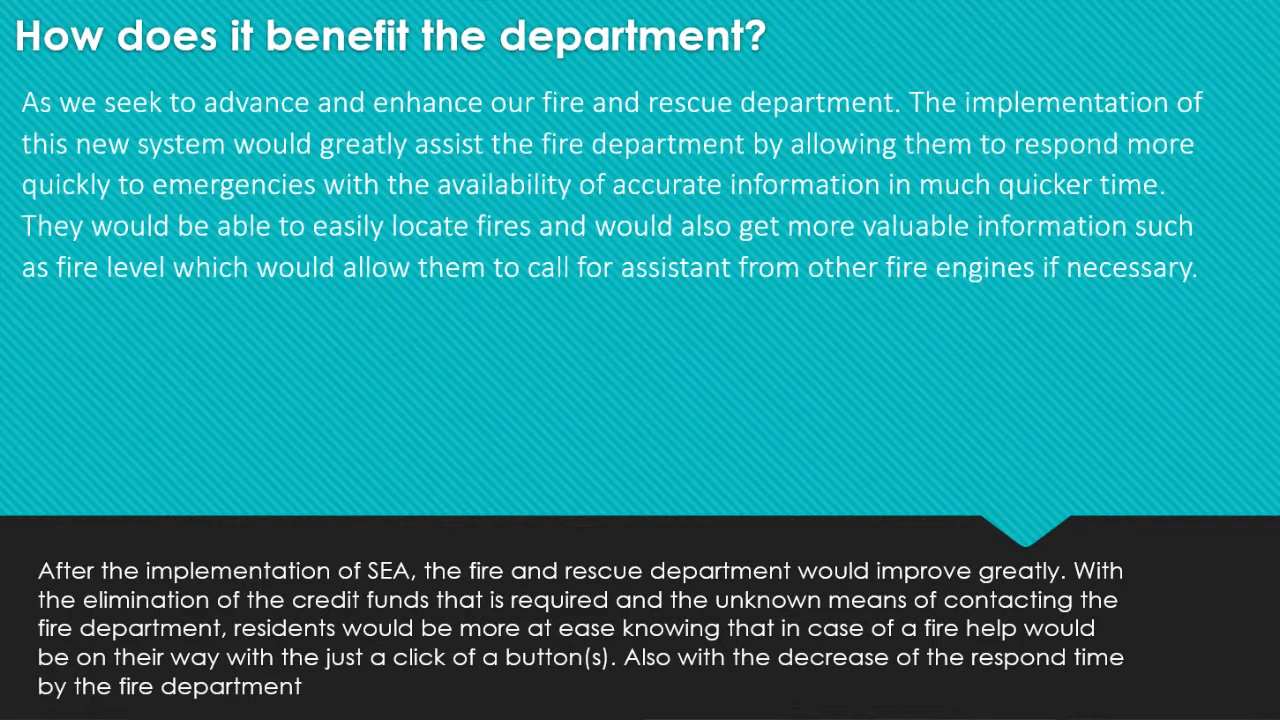 How does it benefit the department?
As we seek to advance and enhance our fire and rescue department. The implementation of
this new system would greatly assist the fire department by allowing them to respond more
quickly to emergencies with the availability of accurate information in much quicker time.
They would be able to easily locate fires and would also get more valuable information such
as fire level which would allow them to call for assistant from other fire engines if necessary.
After the implementation of SEA, the fire and rescue department would improve greatly. With
the elimination of the credit funds that is required and the unknown means of contacting the
fire department, residents would be more at ease knowing that in case of a fire help would
be on their way with the just a click of a button(s). Also with the decrease of the respond time
by the fire department